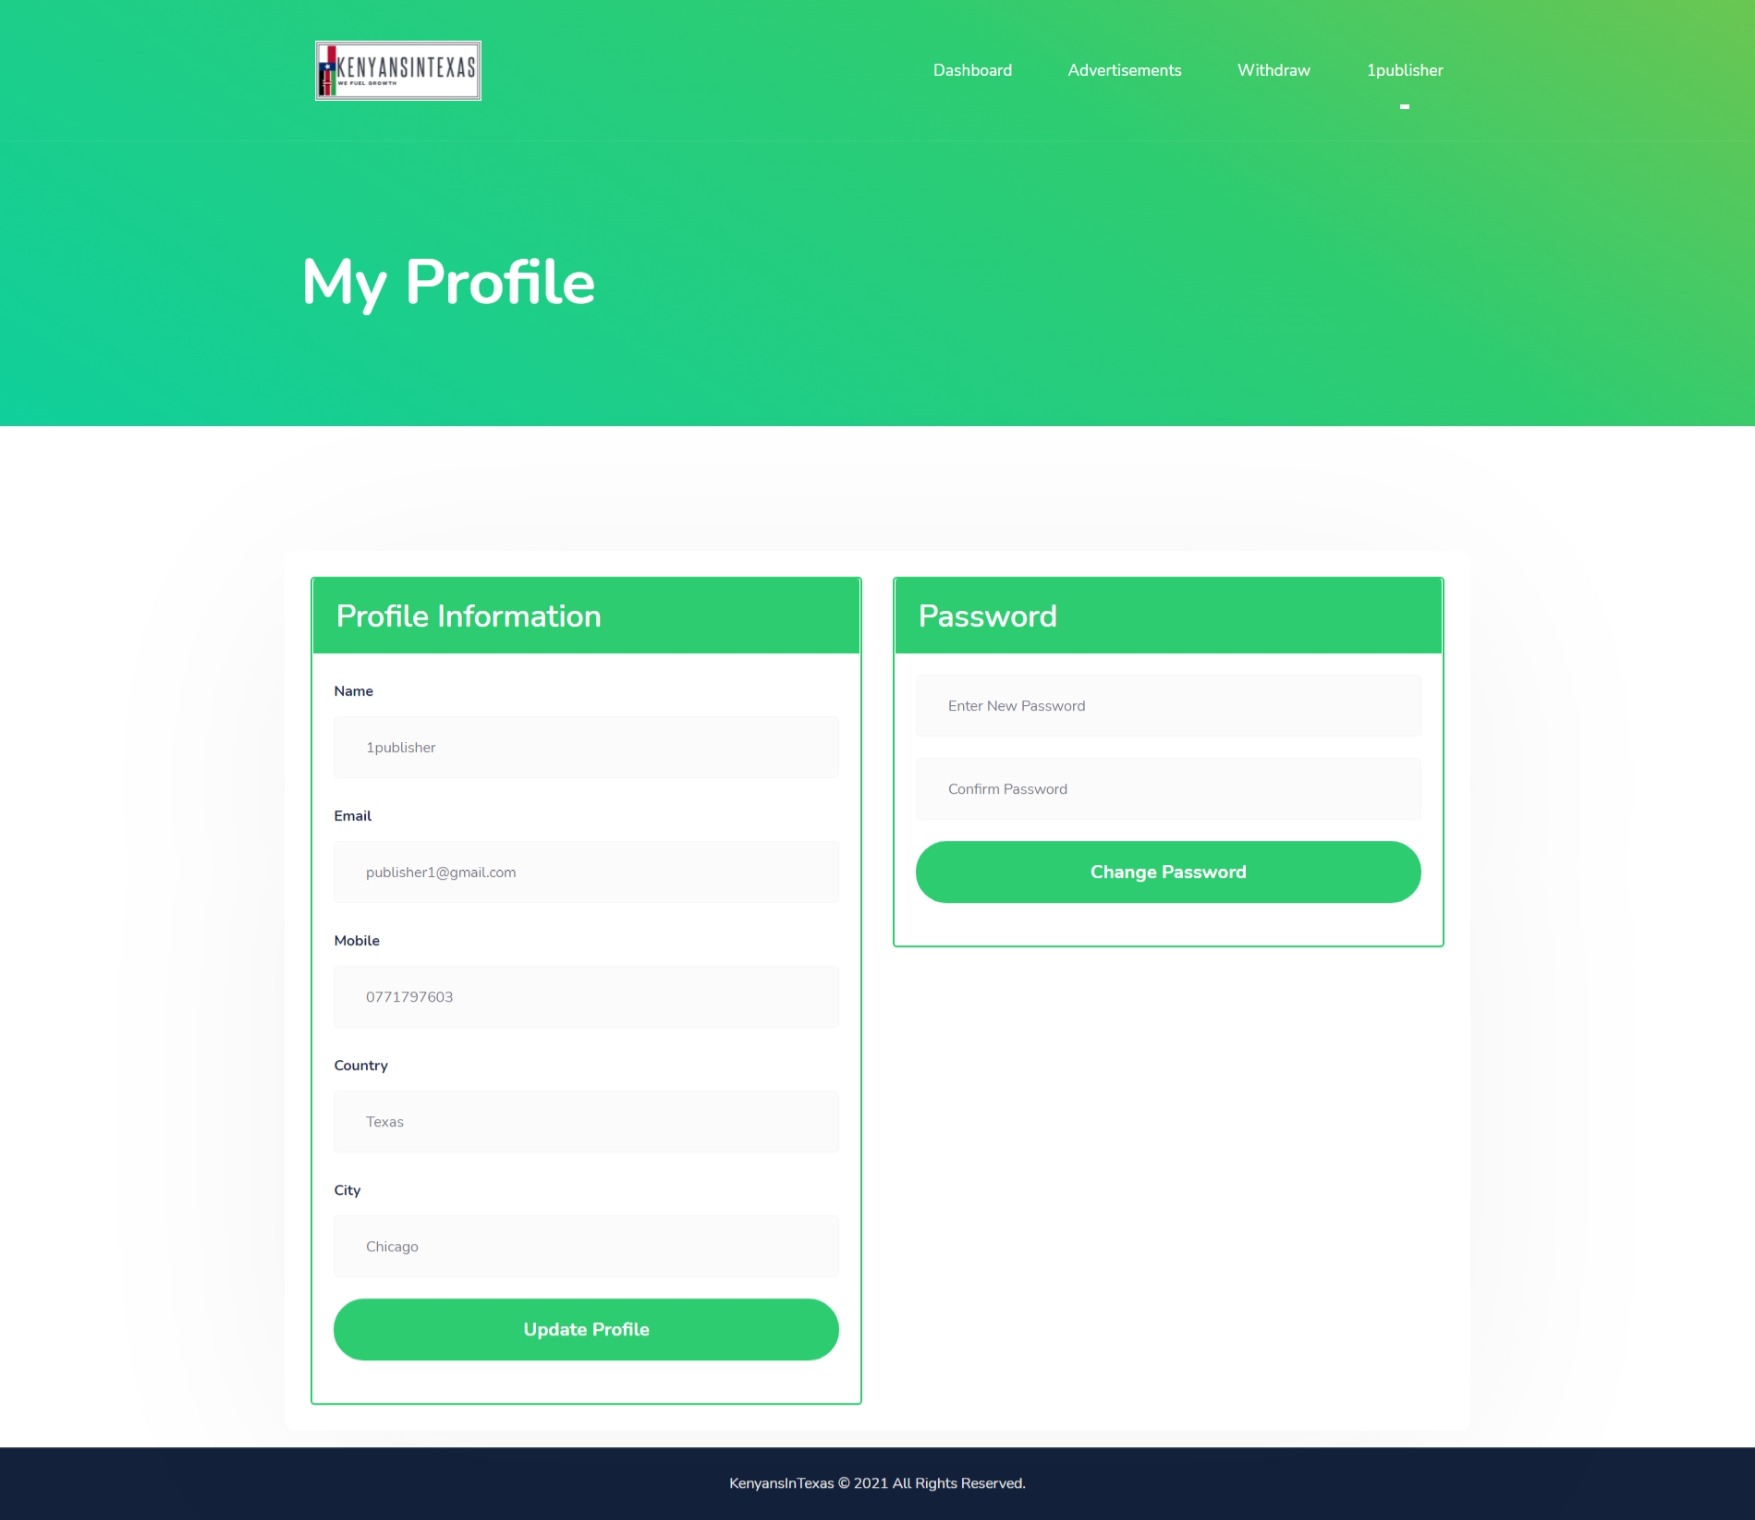 KENYANSINTEXAS
WE FUEL GROWTH
Dashboard
Advertisements
Withdraw
1publisher
My Profile
Profile Information
Name
1publisher
Email
publisher1@gmail.com
Mobile
0771797603
Country
Texas
City
Chicago
Update Profile
Password
Enter New Password
Confirm Password
Change Password
KenyansInTexas © 2021 All Rights Reserved.